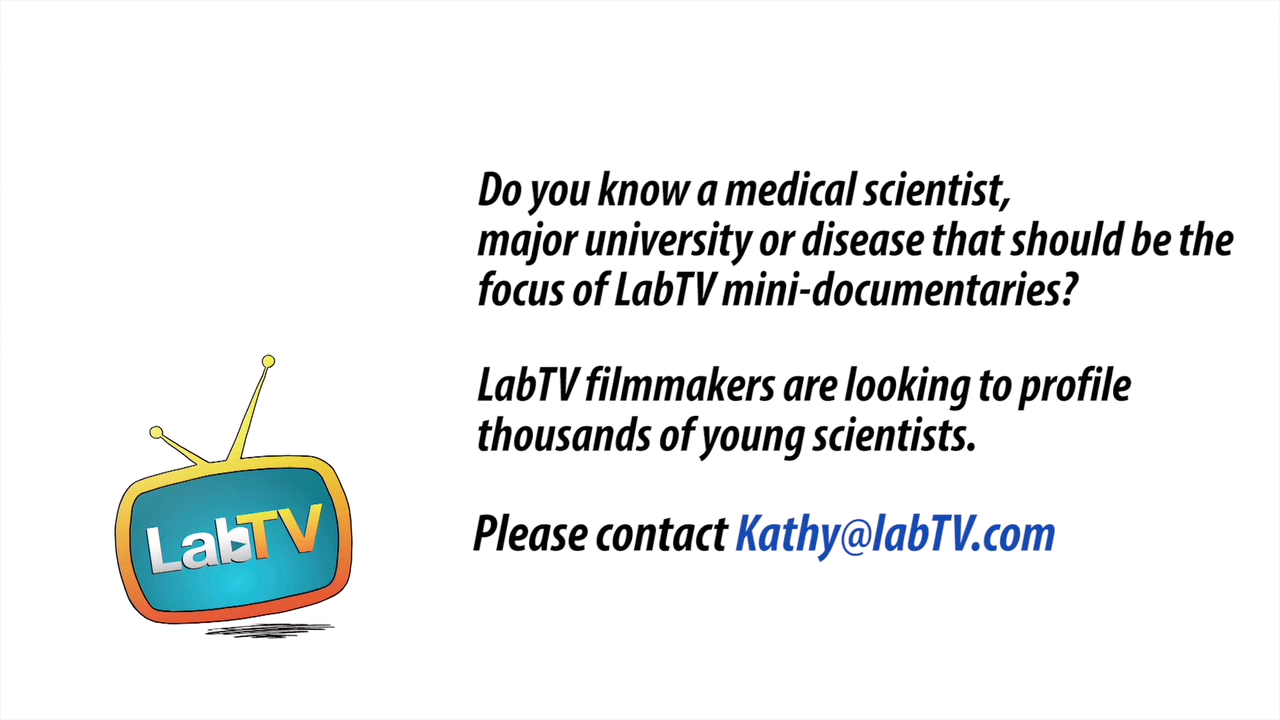 Do you know a medical scientist,
major university or disease that should be the
focus of LabTV mini-documentaries?
LabTV filmmakers are looking to profile
thousands of young scientists.
LabTV
Please contact Kathy@labTV.com